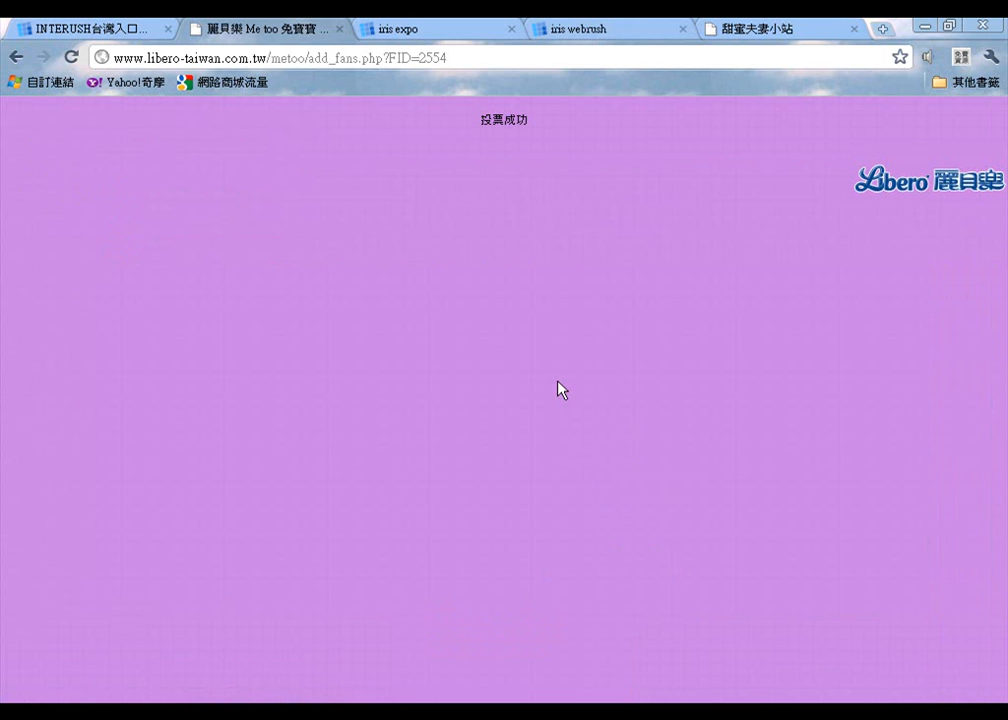 INTERUSH台灣入口...
麗貝樂 Me too 兔寶寶 ...
iris expo
iris webrush
甜蜜夫妻小站
www.libero-taiwan.com.tw/metoo/add_fans.php?FID=2554
自訂連結
Yahoo!奇摩
網路商城流量
其他書籤
投票成功
Libero 麗貝樂